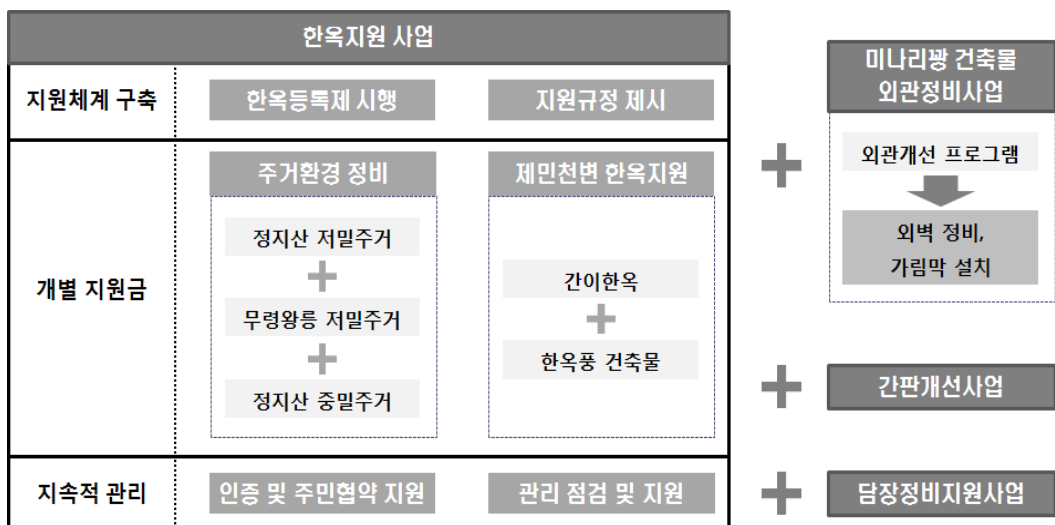 한옥지원 사업
지원체계 구축
한옥등록제 시행
지원규정 제시
개별 지원금
주거환경 정비
정지산 저밀주거
+
무령왕릉 저밀주거
+
정지산 중밀주거
제민천변 한옥지원
간이한옥
+
한옥풍 건축물
지속적 관리
인증 및 주민협약 지원
관리 점검 및 지원
+
미나리꽝 건축물
외관정비사업
외관개선 프로그램
외벽 정비,
가림막 설치
+
간판개선사업
+
담장정비지원사업